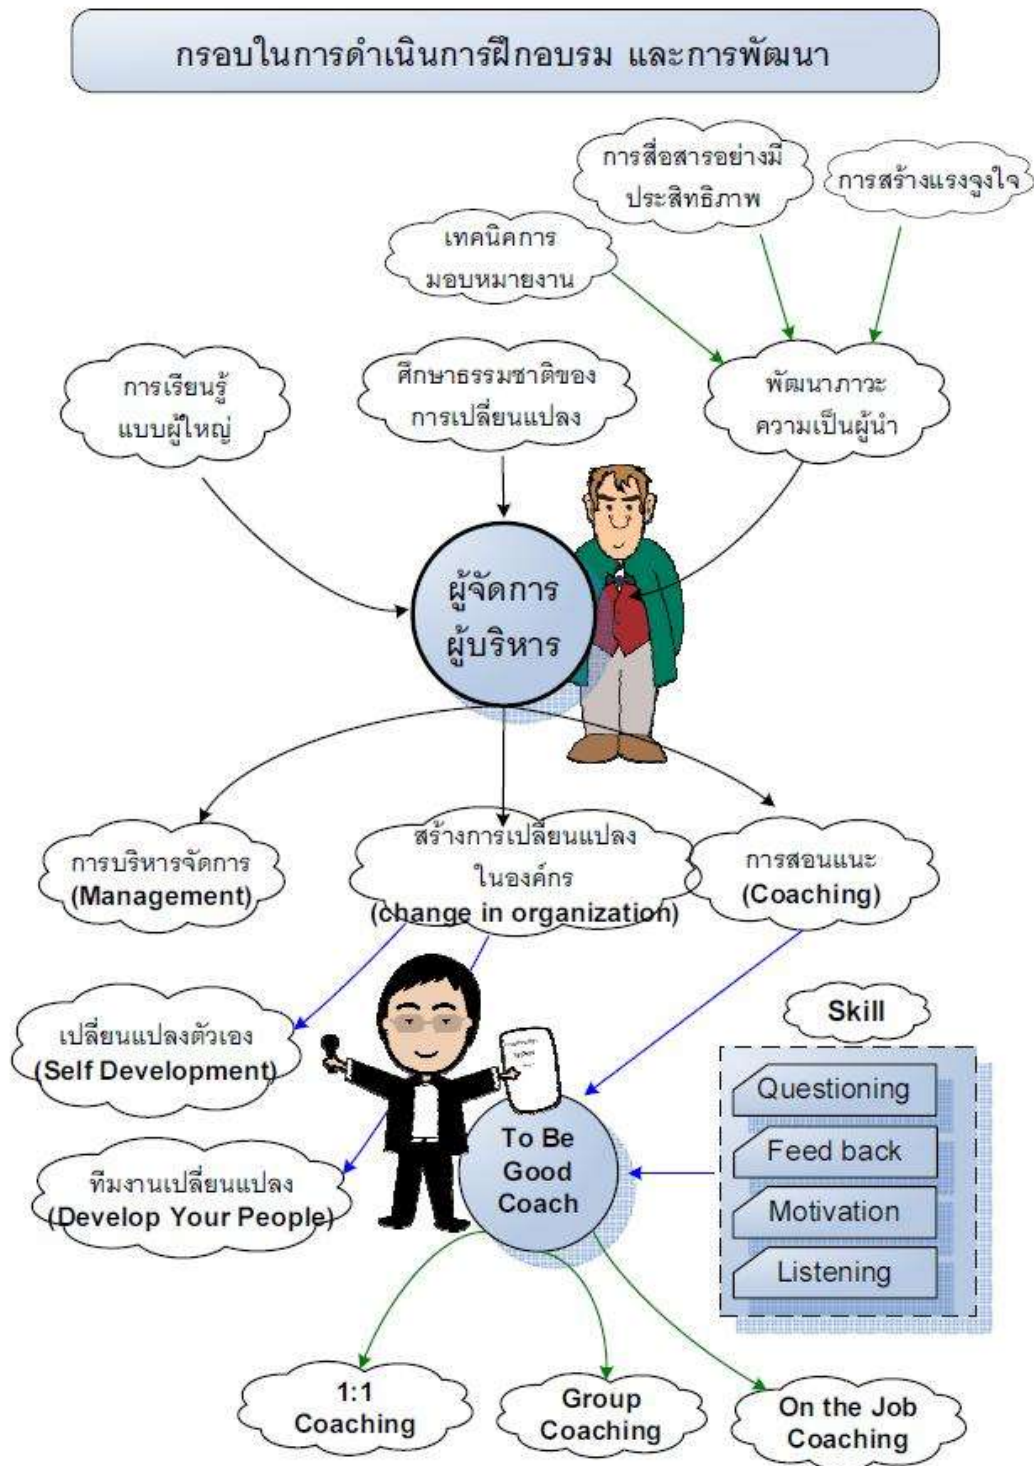 กรอบในการดำเนินการฝึกอบรม และการพัฒนา
การสื่อสารอย่างมี
ประสิทธิภาพ
การสร้างแรงจูงใจ
เทคนิคการ
มอบหมายงาน
การเรียนรู้
แบบผู้ใหญ่
ศึกษาธรรมชาติของ
การเปลี่ยนแปลง
พัฒนาภาวะ
ความเป็นผู้นำ
ผู้จัดการ
ผู้บริหาร
การบริหารจัดการ
(Management)
สร้างการเปลี่ยนแปลง
ในองค์กร
(change in organization)
การสอนแนะ
(Coaching)
เปลี่ยนแปลงตัวเอง
(Self Development)
ทีมงานเปลี่ยนแปลง
(Develop Your People)
To Be
Good
Coach
Skill
Questioning
Feed back
Motivation
Listening
1:1
Coaching
Group
Coaching
On the Job
Coaching